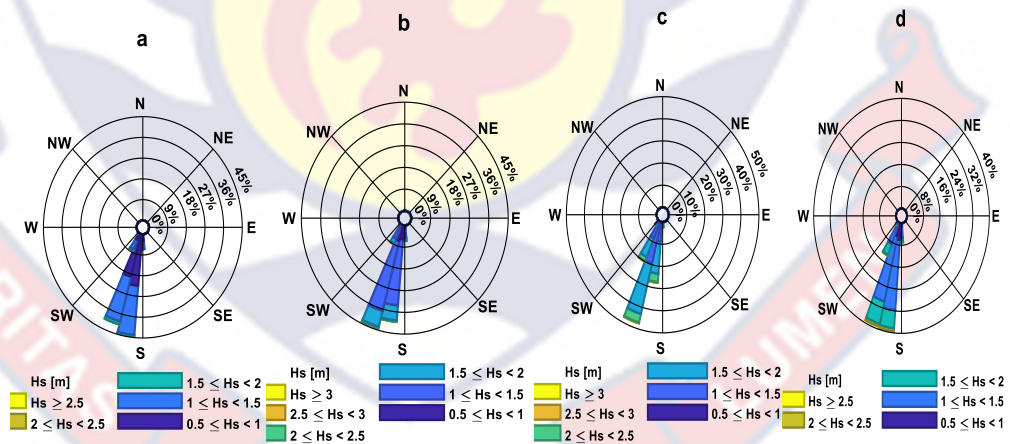 a
N
NW
NE
45%
36%
27%
18%
9%
0%
W
E
SW
SE
S
Hs [m]
Hs ≥ 2.5
2 ≤ Hs < 2.5
1.5 ≤ Hs < 2
1 ≤ Hs < 1.5
0.5 ≤ Hs < 1
b
N
NW
NE
45%
36%
27%
18%
9%
0%
W
E
SW
SE
S
Hs [m]
Hs ≥ 3
2.5 ≤ Hs < 3
2 ≤ Hs < 2.5
1.5 ≤ Hs < 2
1 ≤ Hs < 1.5
0.5 ≤ Hs < 1
c
N
NW
NE
50%
40%
30%
20%
10%
0%
W
E
SW
SE
S
Hs [m]
Hs ≥ 3
2.5 ≤ Hs < 3
2 ≤ Hs < 2.5
1.5 ≤ Hs < 2
1 ≤ Hs < 1.5
0.5 ≤ Hs < 1
d
N
NW
NE
40%
32%
24%
16%
8%
0%
W
E
SW
SE
S
Hs [m]
Hs ≥ 2.5
2 ≤ Hs < 2.5
1.5 ≤ Hs < 2
1 ≤ Hs < 1.5
0.5 ≤ Hs < 1
RITAS
LUMEN